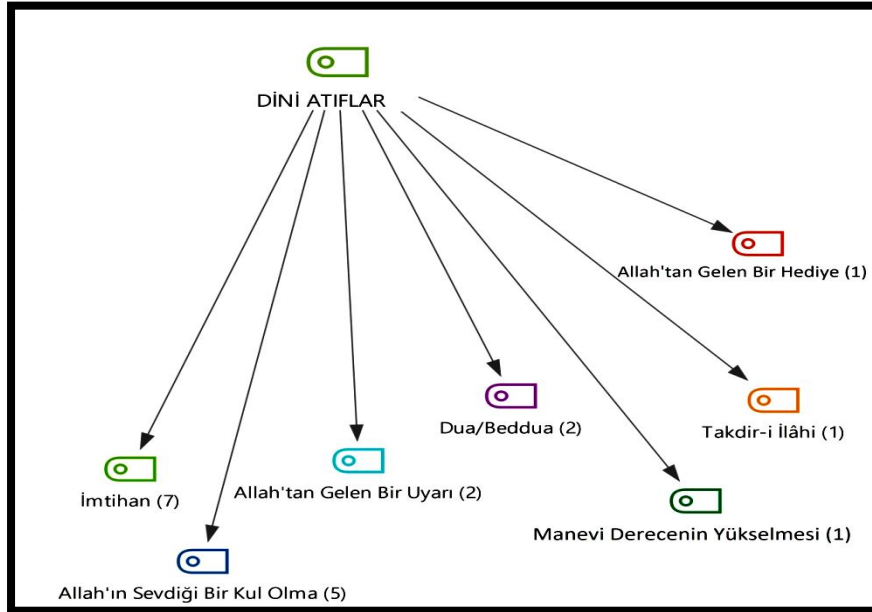 DİNİ ATIFLAR
Allah'tan Gelen Bir Hediye (1)
Dua/Beddua (2)
Takdir-i İlâhi (1)
İmtihan (7)
Allah'tan Gelen Bir Uyarı (2)
Manevi Derecenin Yükselmesi (1)
Allah'ın Sevdiği Bir Kul Olma (5)